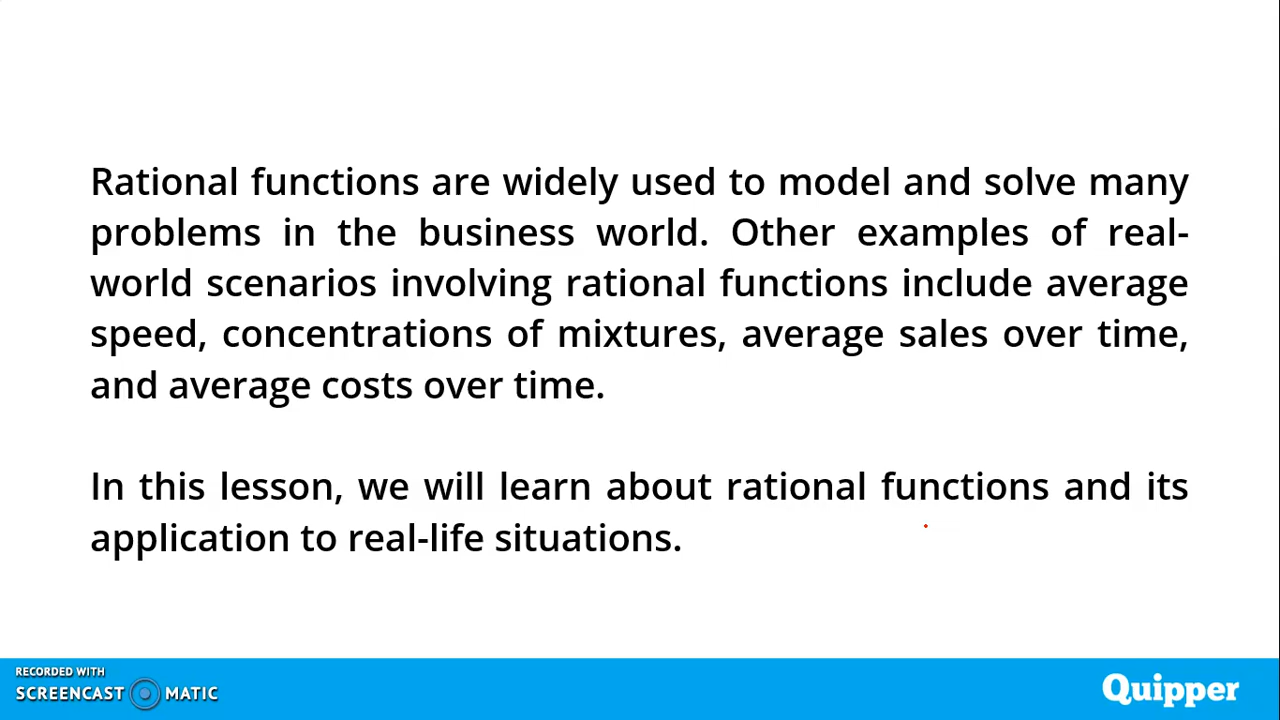 Rational functions are widely used to model and solve many
problems in the business world. Other examples of real-
world scenarios involving rational functions include average
speed, concentrations of mixtures, average sales over time,
and average costs over time.
In this lesson, we will learn about rational functions and its
application to real-life situations.
RECORDED WITH
SCREENCAST MATIC
Quipper